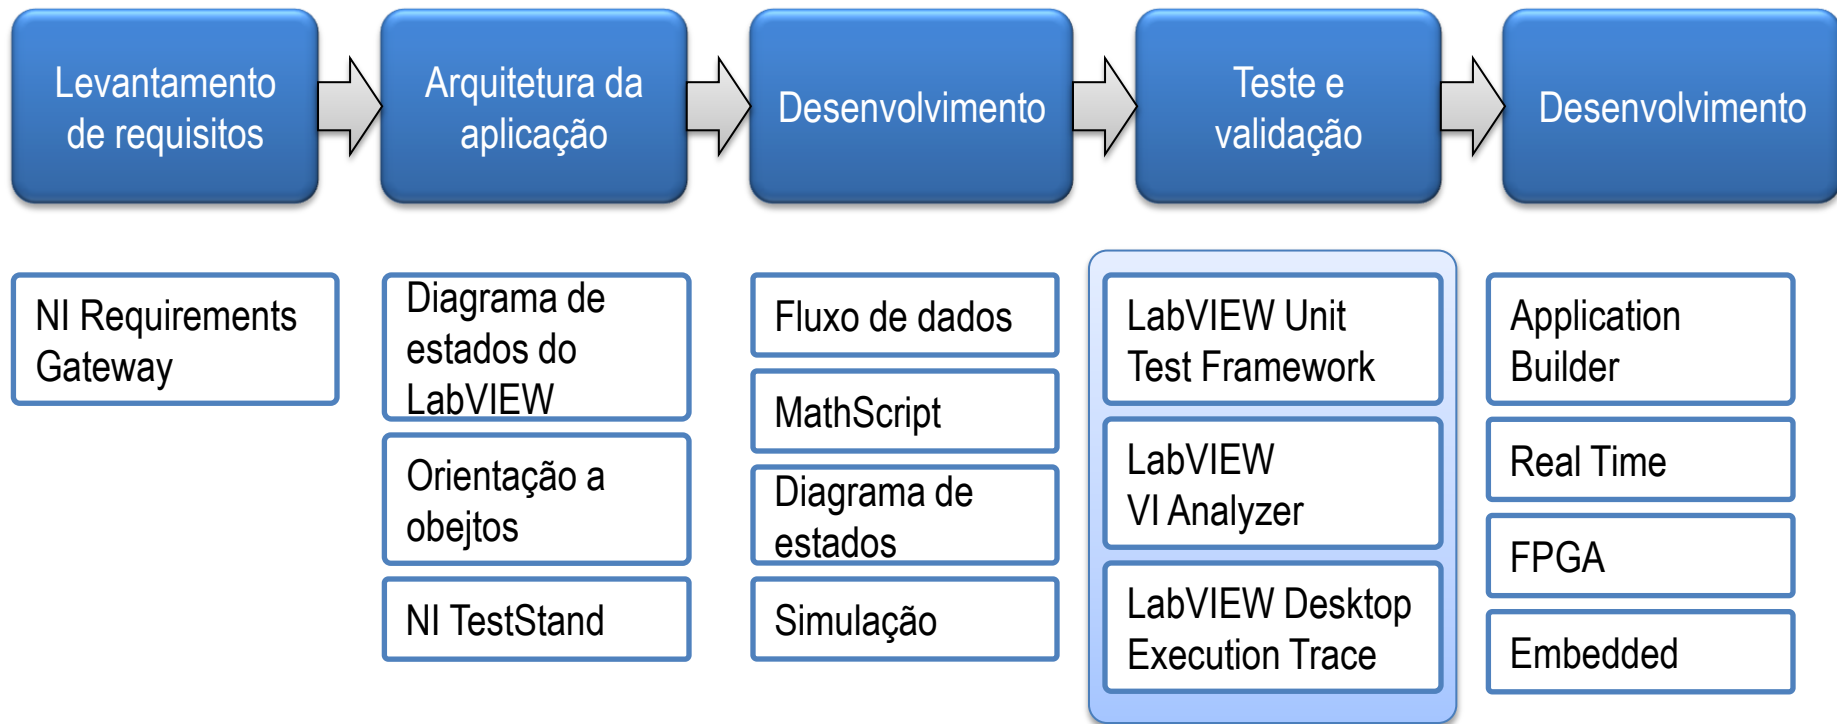 Levantamento
de requisitos
Arquitetura da
aplicação
Desenvolvimento
Teste e
validação
Desenvolvimento
NI Requirements
Gateway
Diagrama de
estados do
LabVIEW
Orientação a
obejtos
NI TestStand
Fluxo de dados
MathScript
Diagrama de
estados
Simulação
LabVIEW Unit
Test Framework
LabVIEW
VI Analyzer
LabVIEW Desktop
Execution Trace
Application
Builder
Real Time
FPGA
Embedded